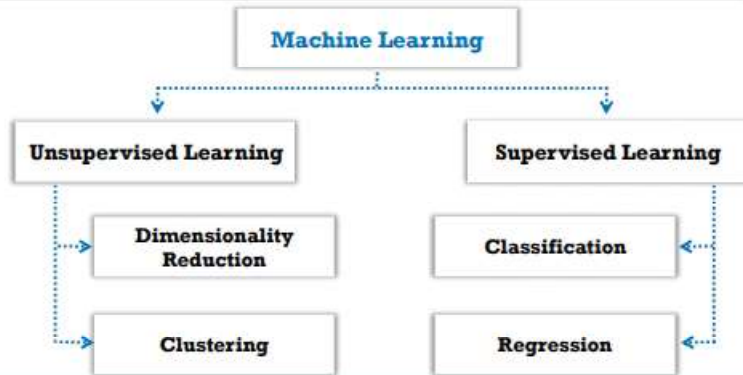 Machine Learning
Unsupervised Learning
Supervised Learning
Dimensionality
Reduction
Classification
Clustering
Regression